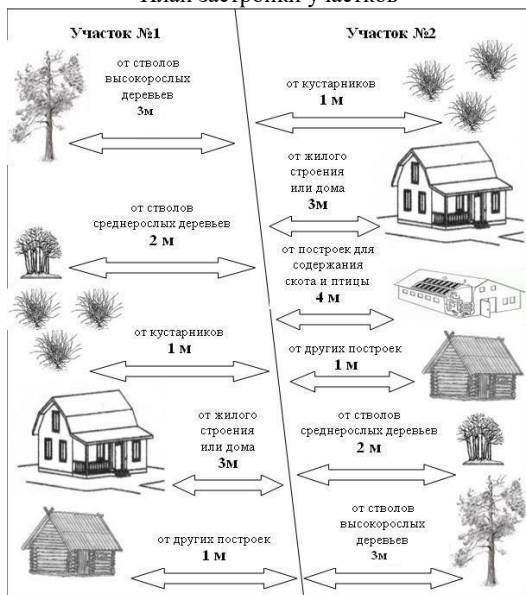 План застройки участков
Участок №1
от стволов
высокорослых
деревьев
3м
от стволов
среднерослых деревьев
2 м
от кустарников
1 м
от жилого
строения
или дома
3м
от других построек
1 м
Участок №2
от кустарников
1 м
от жилого
строения
или дома
3м
от построек для
содержания
скота и птицы
4 м
от других построек
1 м
от стволов
среднерослых деревьев
2 м
от стволов
высокорослых
деревьев
3м